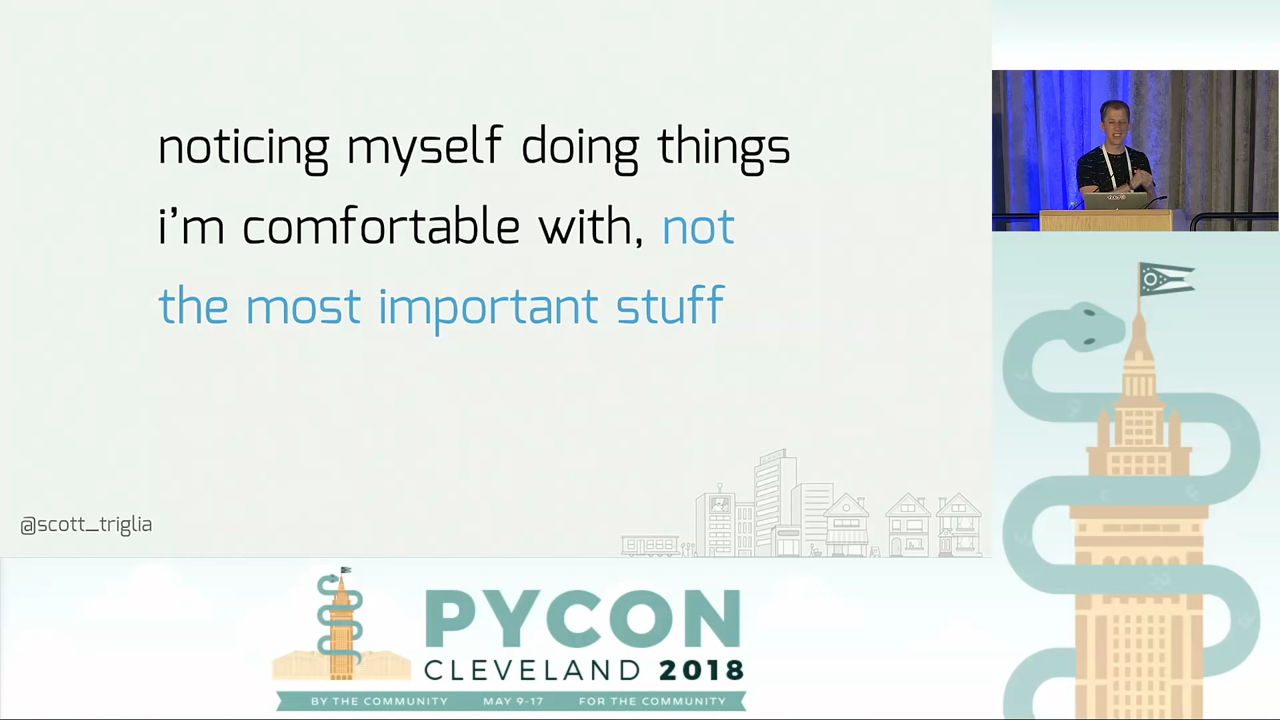 noticing myself doing things
i’m comfortable with, not
the most important stuff
@scott_triglia
PYCON
CLEVELAND 2018
BY THE COMMUNITY MAY 9-17 FOR THE COMMUNITY